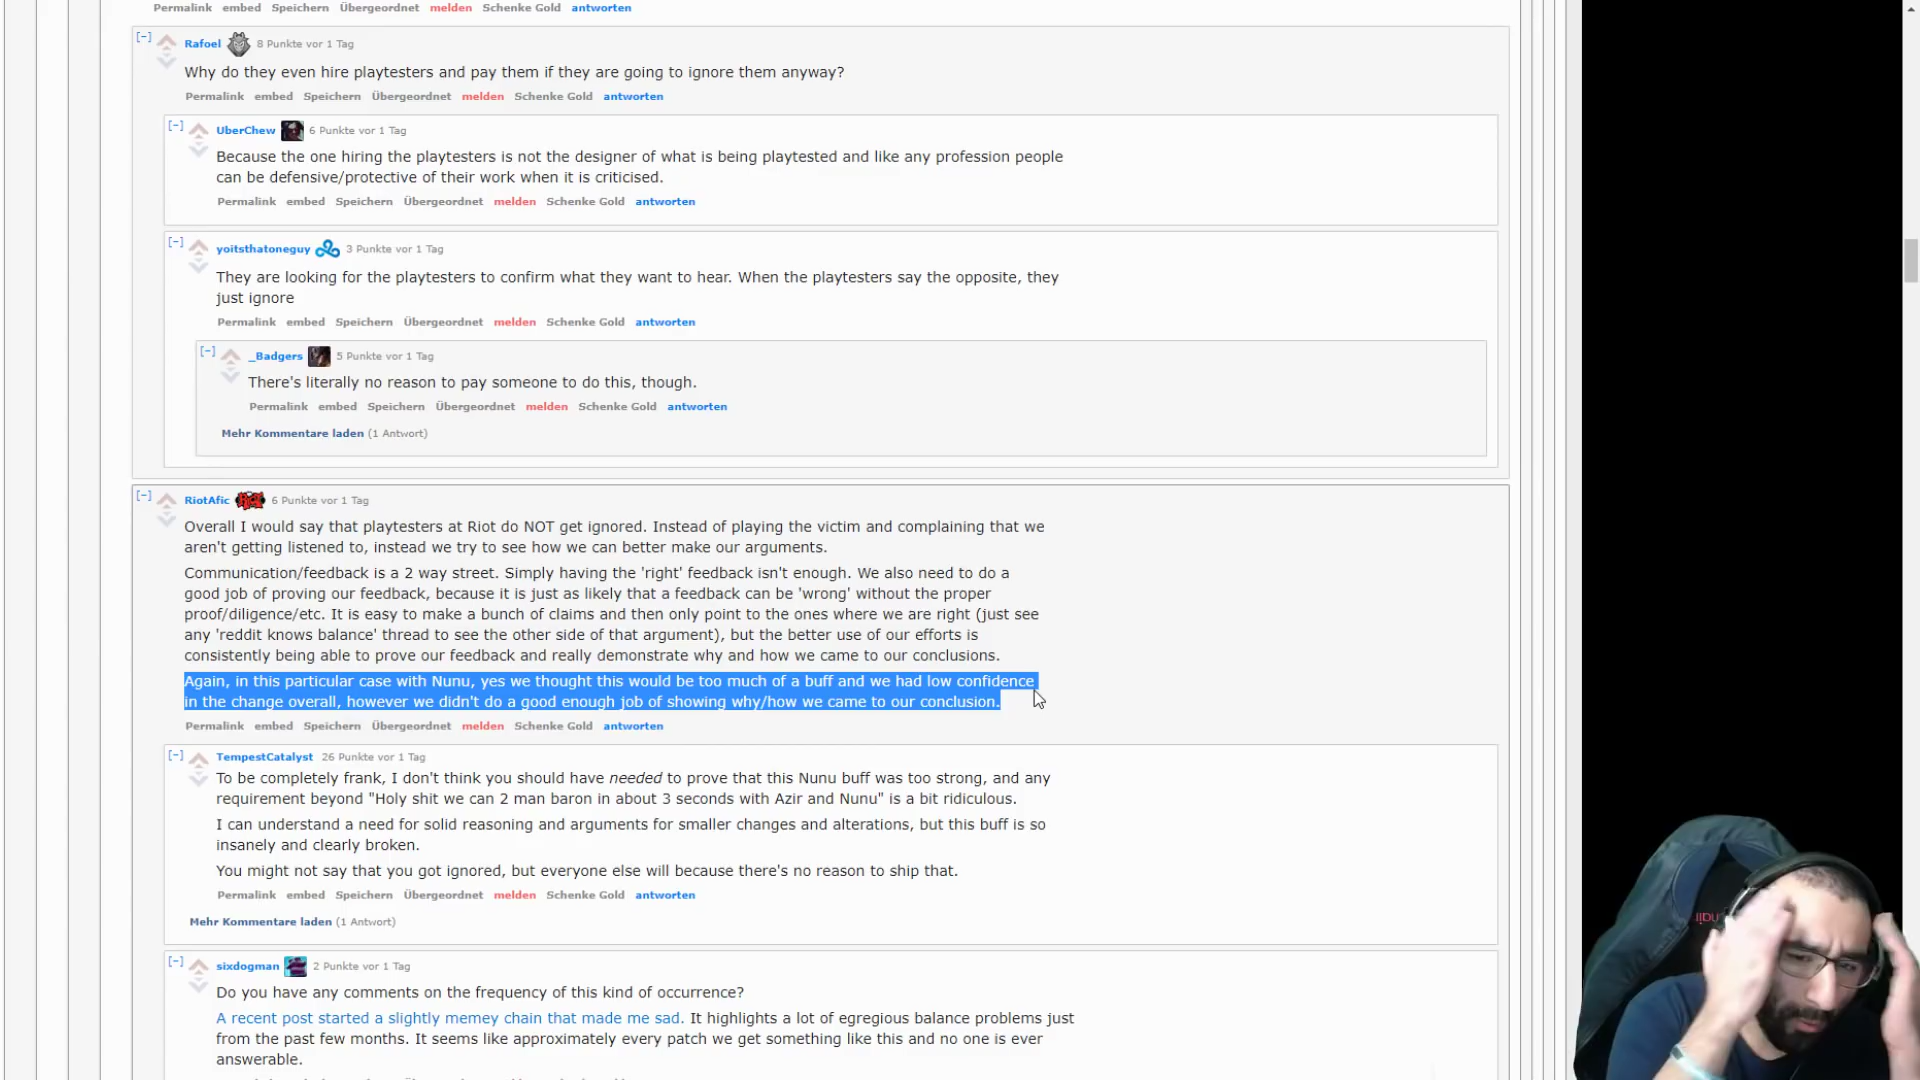 Permalink embed Speichern Übergeordnet melden Schenke Gold antworten
[–] Rafoel 8 Punkte vor 1 Tag
Why do they even hire playtesters and pay them if they are going to ignore them anyway?
Permalink embed Speichern Übergeordnet melden Schenke Gold antworten
[–] UberChew 6 Punkte vor 1 Tag
Because the one hiring the playtesters is not the designer of what is being playtested and like any profession people
can be defensive/protective of their work when it is criticised.
Permalink embed Speichern Übergeordnet melden Schenke Gold antworten
[–] yoitsthatoneguy 3 Punkte vor 1 Tag
They are looking for the playtesters to confirm what they want to hear. When the playtesters say the opposite, they
just ignore
Permalink embed Speichern Übergeordnet melden Schenke Gold antworten
[–] _Badgers 5 Punkte vor 1 Tag
There's literally no reason to pay someone to do this, though.
Permalink embed Speichern Übergeordnet melden Schenke Gold antworten
Mehr Kommentare laden (1 Antwort)
[–] RiotAfic RIOT 6 Punkte vor 1 Tag
Overall I would say that playtesters at Riot do NOT get ignored. Instead of playing the victim and complaining that we
aren't getting listened to, instead we try to see how we can better make our arguments.
Communication/feedback is a 2 way street. Simply having the 'right' feedback isn't enough. We also need to do a
good job of proving our feedback, because it is just as likely that a feedback can be 'wrong' without the proper
proof/diligence/etc. It is easy to make a bunch of claims and then only point to the ones where we are right (just see
any 'reddit knows balance' thread to see the other side of that argument), but the better use of our efforts is
consistently being able to prove our feedback and really demonstrate why and how we came to our conclusions.
Again, in this particular case with Nunu, yes we thought this would be too much of a buff and we had low confidence
in the change overall, however we didn't do a good enough job of showing why/how we came to our conclusion.
Permalink embed Speichern Übergeordnet melden Schenke Gold antworten
[–] TempestCatalyst 26 Punkte vor 1 Tag
To be completely frank, I don't think you should have needed to prove that this Nunu buff was too strong, and any
requirement beyond "Holy shit we can 2 man baron in about 3 seconds with Azir and Nunu" is a bit ridiculous.
I can understand a need for solid reasoning and arguments for smaller changes and alterations, but this buff is so
insanely and clearly broken.
You might not say that you got ignored, but everyone else will because there's no reason to ship that.
Permalink embed Speichern Übergeordnet melden Schenke Gold antworten
Mehr Kommentare laden (1 Antwort)
[–] sixdogman 2 Punkte vor 1 Tag
Do you have any comments on the frequency of this kind of occurrence?
A recent post started a slightly memey chain that made me sad. It highlights a lot of egregious balance problems just
from the past few months. It seems like approximately every patch we get something like this and no one is ever
answerable.